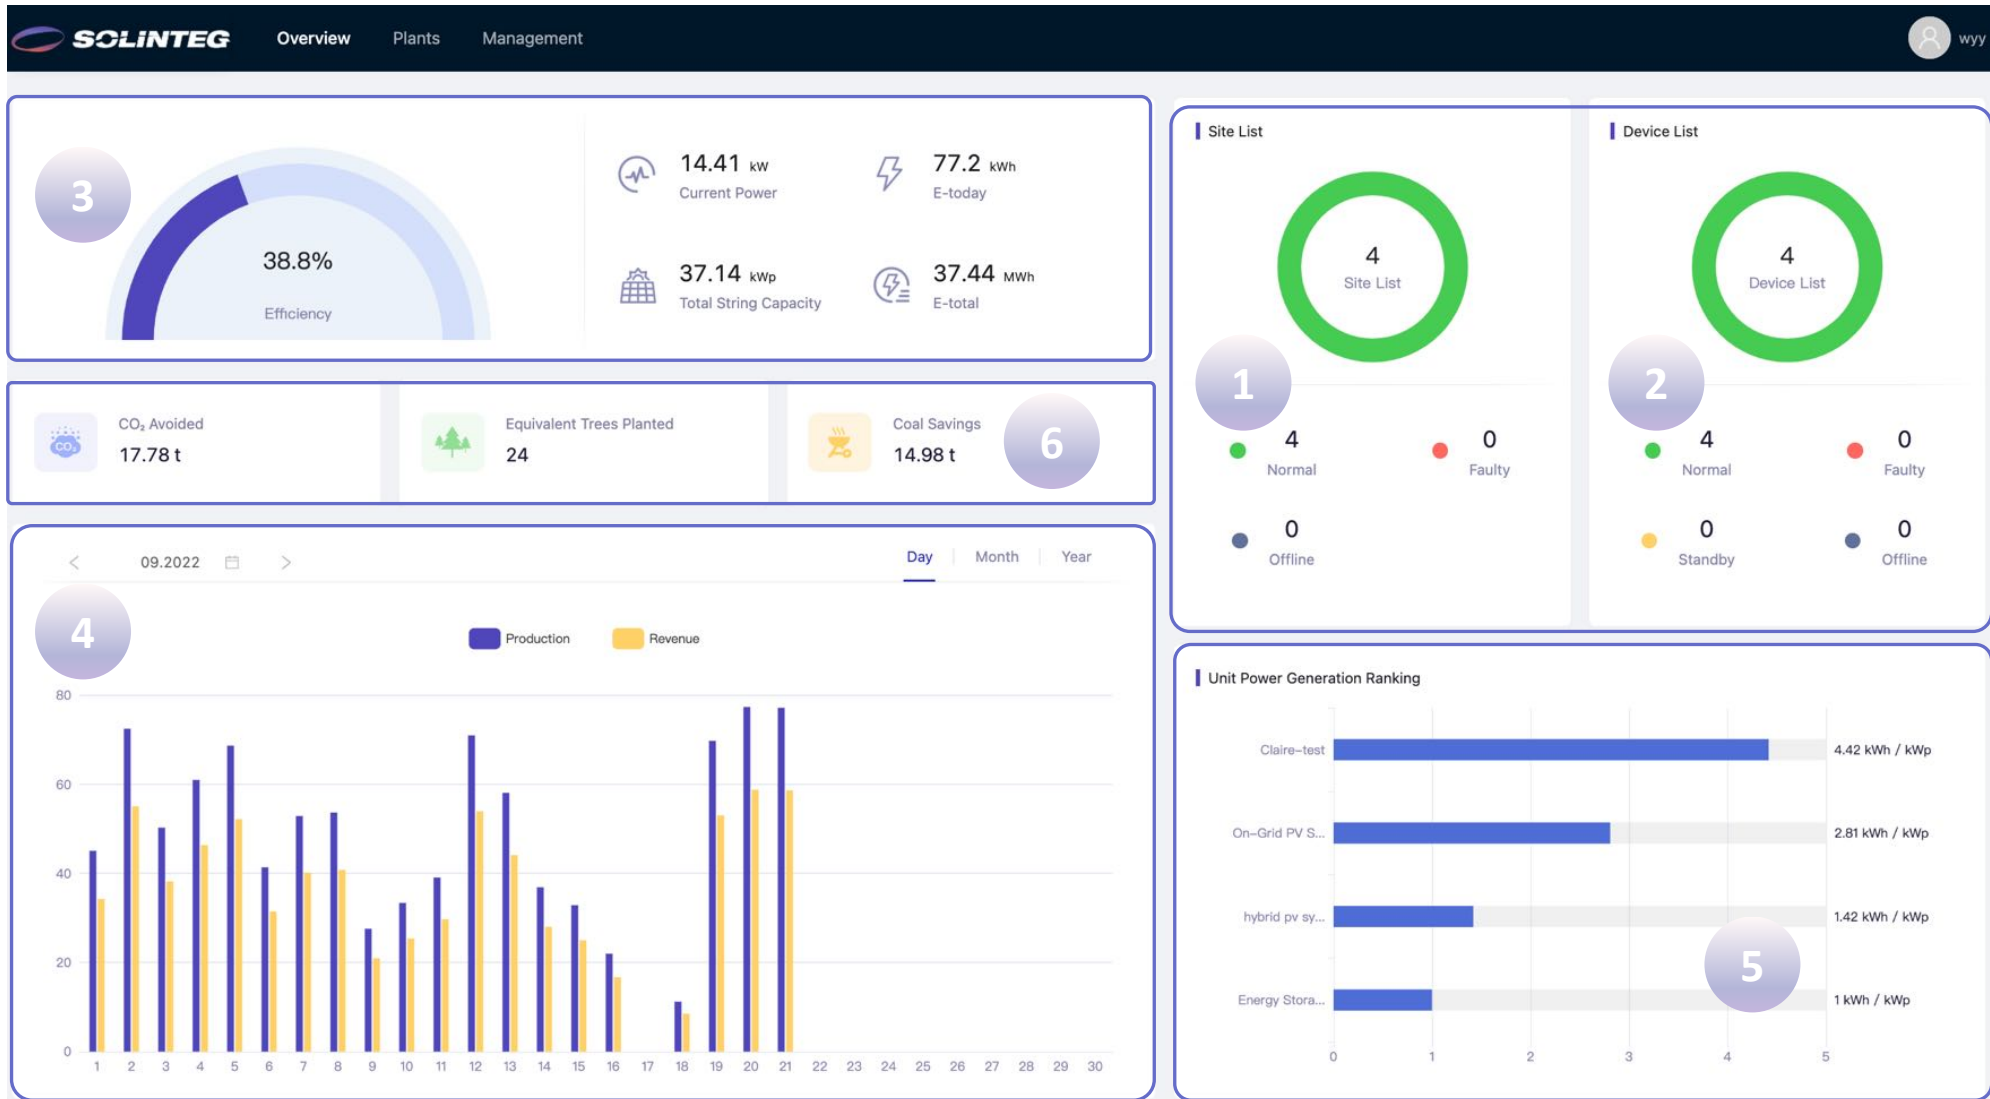 SOLINTEG Overview Plants Management wyy
3
38.8%
Efficiency
14.41 kW
Current Power
77.2 kWh
E-today
37.14 kWp
Total String Capacity
37.44 MWh
E-total
CO₂
CO₂ Avoided
17.78 t
Equivalent Trees Planted
24
Coal Savings
14.98 t
6
09.2022
Day Month Year
4
Production Revenue
80
60
40
20
0
1 2 3 4 5 6 7 8 9 10 11 12 13 14 15 16 17 18 19 20 21 22 23 24 25 26 27 28 29 30
Site List
4
Site List
1
4
Normal
0
Faulty
0
Offline
Device List
4
Device List
2
4
Normal
0
Faulty
0
Standby
0
Offline
Unit Power Generation Ranking
Claire-test 4.42 kWh / kWp
On-Grid PV S... 2.81 kWh / kWp
hybrid pv sy... 1.42 kWh / kWp
5
Energy Stora... 1 kWh / kWp
0 1 2 3 4 5